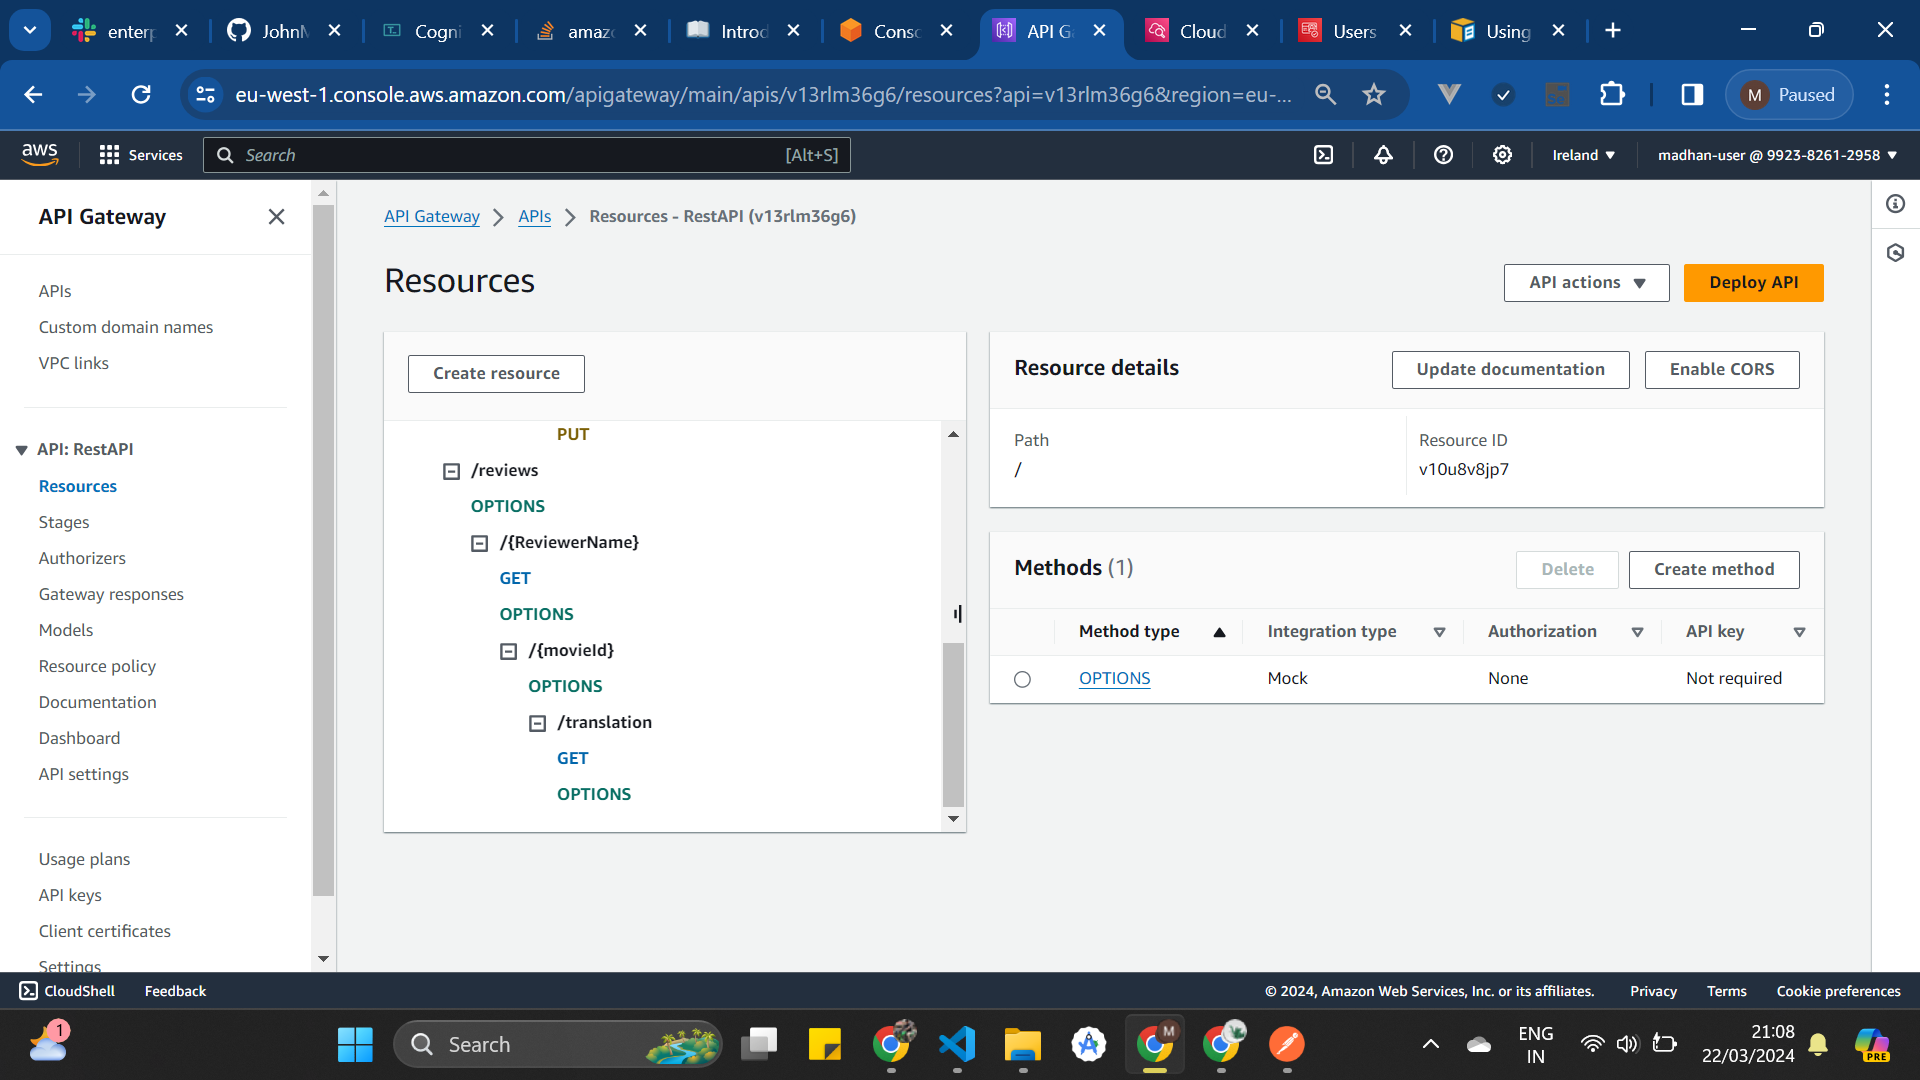 enterp
JohnM
Cogni
amazo
Introd
Conso
API Ga
Cloud
Users
Using
eu-west-1.console.aws.amazon.com/apigateway/main/apis/v13rlm36g6/resources?api=v13rlm36g6&region=eu-...
M Paused
aws Services Search [Alt+S] Ireland madhan-user @ 9923-8261-2958
API Gateway
APIs
Custom domain names
VPC links
API: RestAPI
Resources
Stages
Authorizers
Gateway responses
Models
Resource policy
Documentation
Dashboard
API settings
Usage plans
API keys
Client certificates
Settings
API Gateway > APIs > Resources - RestAPI (v13rlm36g6)
Resources
API actions
Deploy API
Create resource
PUT
/reviews
OPTIONS
/{ReviewerName}
GET
OPTIONS
/{movieId}
OPTIONS
/translation
GET
OPTIONS
Resource details
Update documentation
Enable CORS
Path
/
Resource ID
v10u8v8jp7
Methods (1)
Delete
Create method
Method type Integration type Authorization API key
OPTIONS Mock None Not required
CloudShell Feedback © 2024, Amazon Web Services, Inc. or its affiliates. Privacy Terms Cookie preferences
1
Search
M
ENG
IN
21:08
22/03/2024
PRE